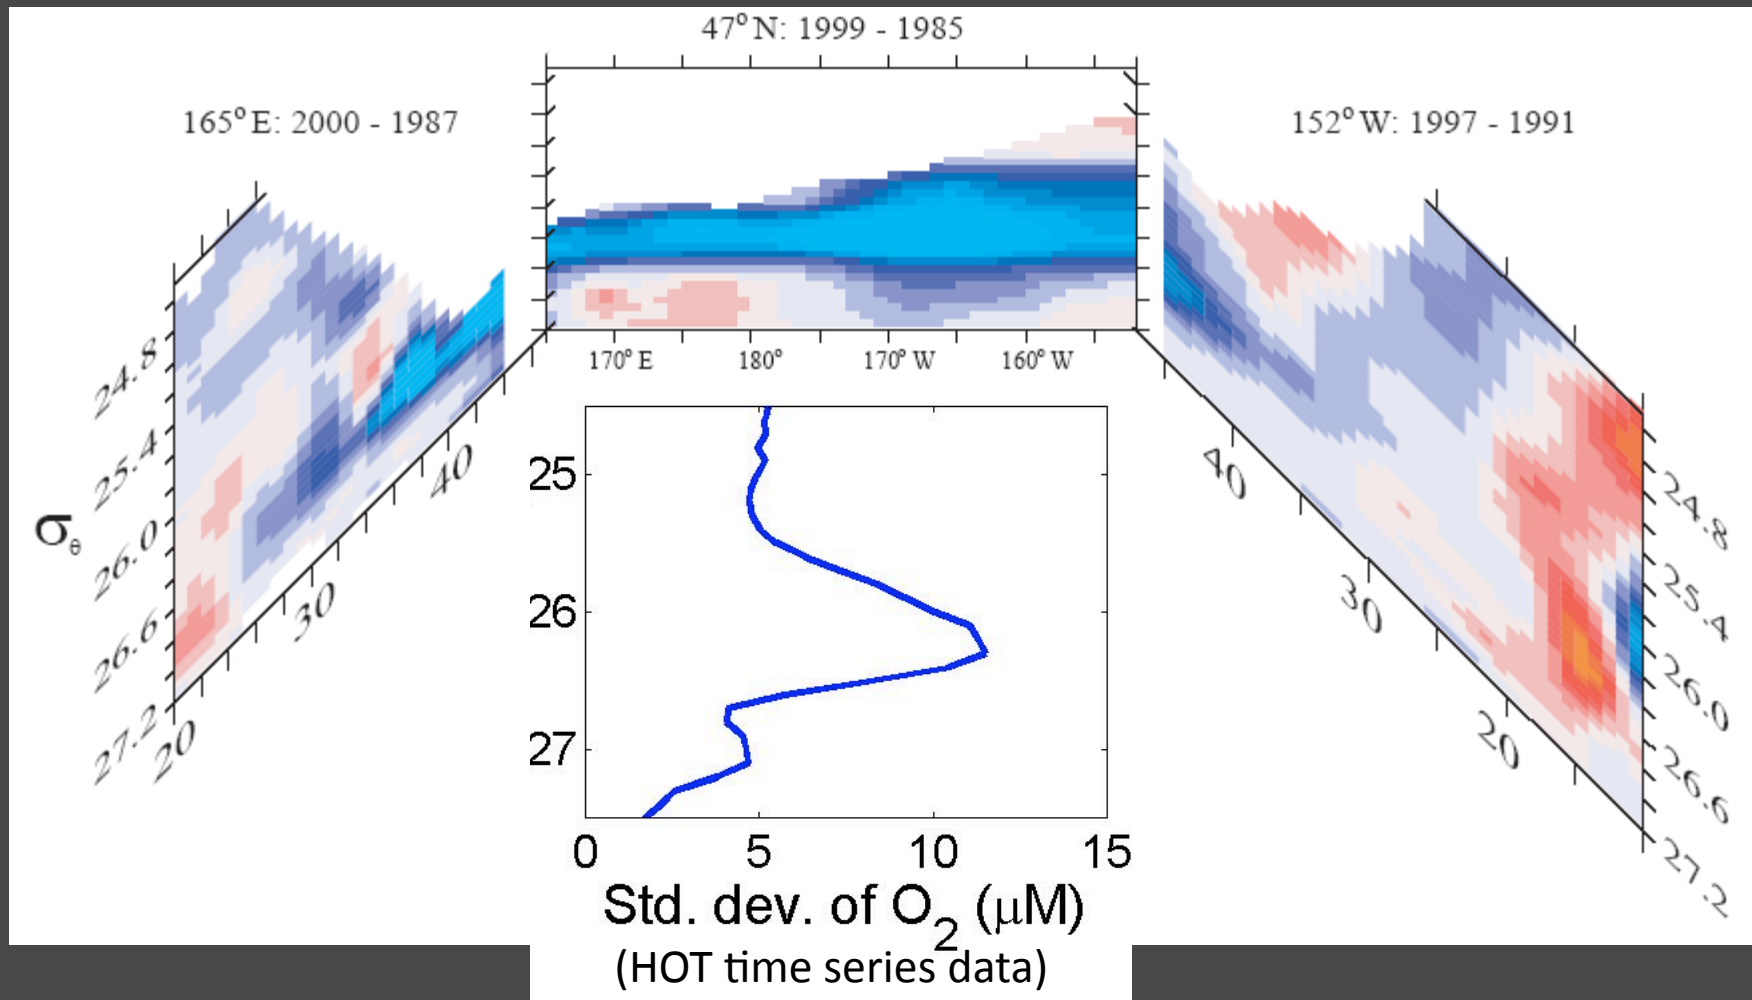 47° N: 1999 - 1985
165° E: 2000 - 1987
152° W: 1997 - 1991
170° E
180°
170° W
160° W
σθ
24.8
25.4
26.0
26.6
27.2
20
30
40
40
30
20
24.8
25.4
26.0
26.6
27.2
25
26
27
0 5 10 15
Std. dev. of O₂ (μM)
(HOT time series data)